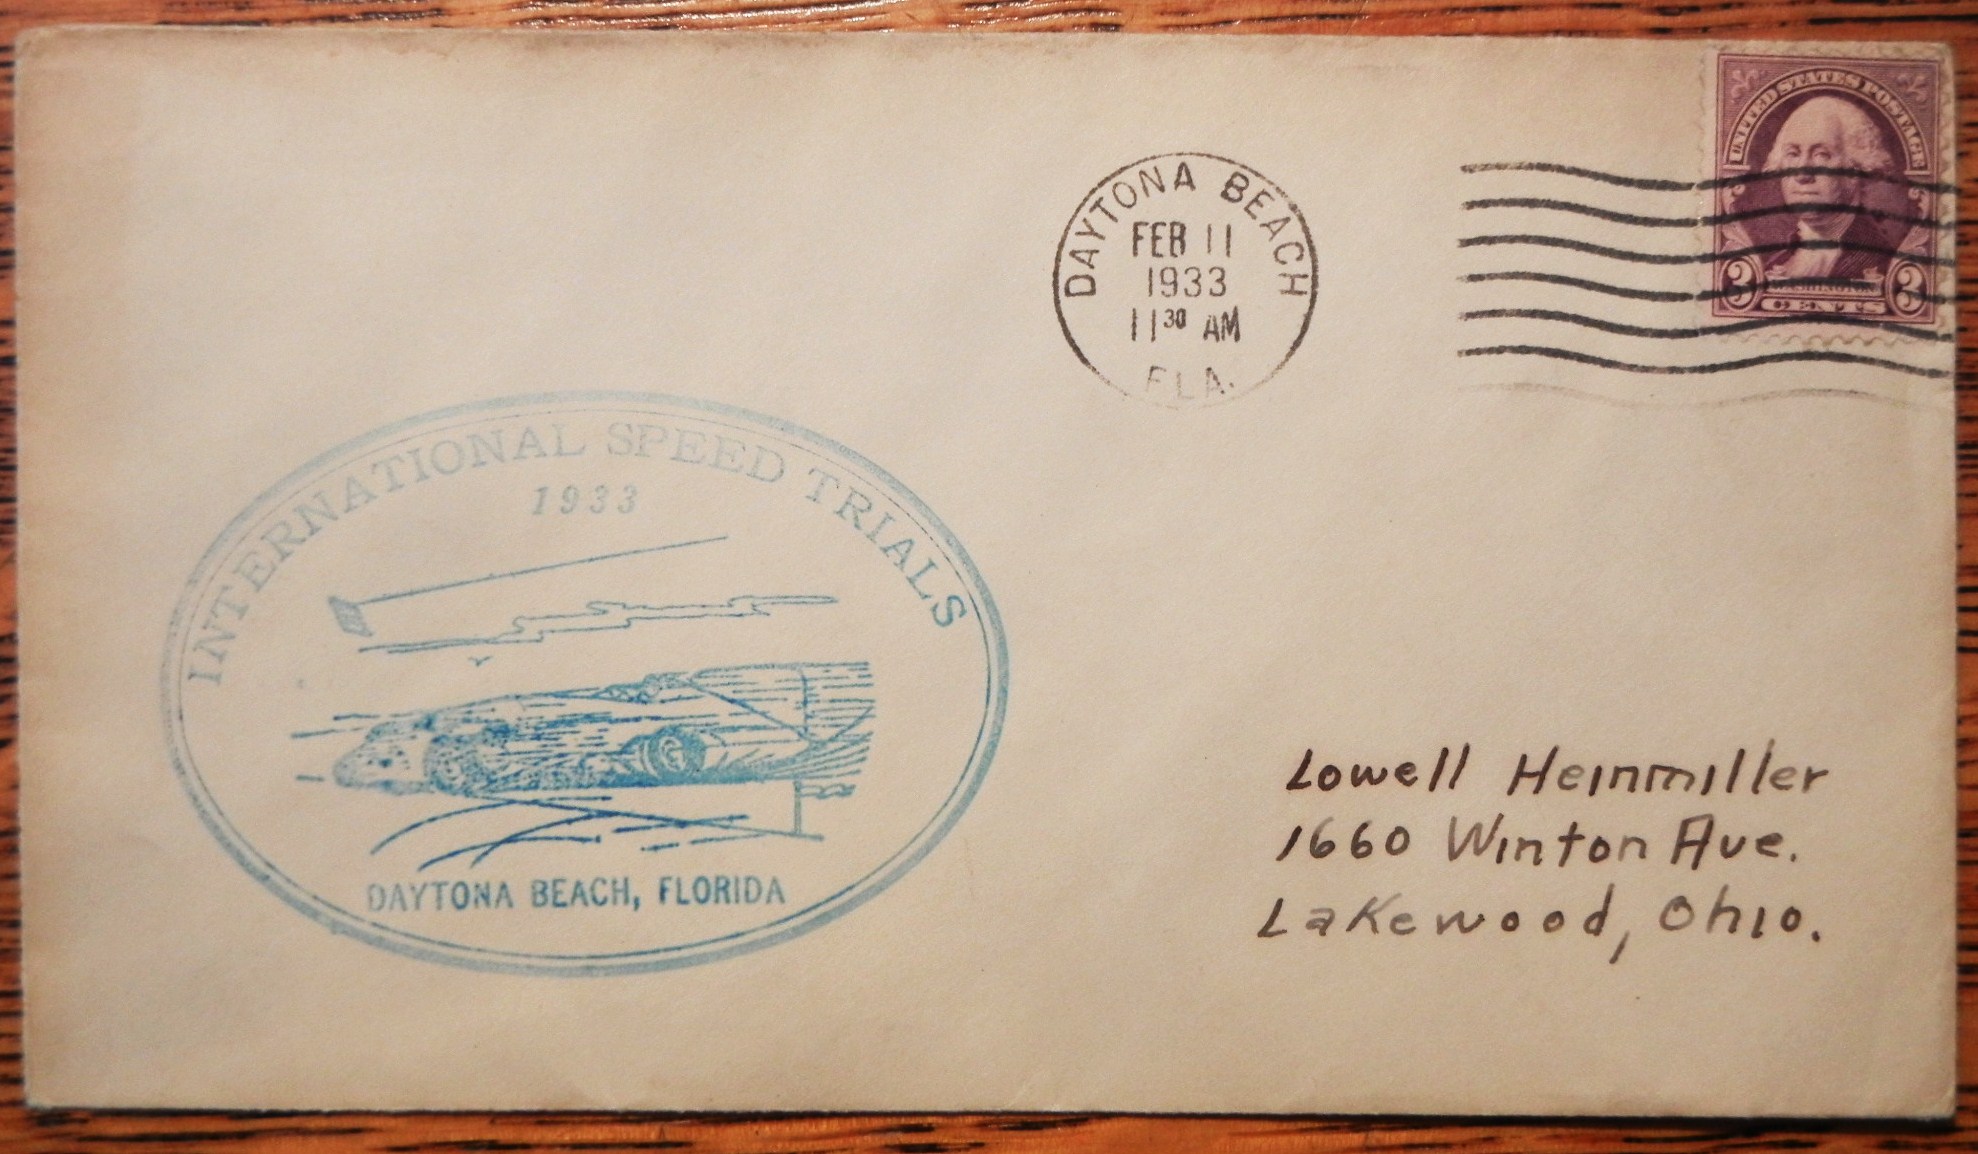 UNITED STATES POSTAGE
3 WASHINGTON 3
CENTS
DAYTONA BEACH
FEB 11
1933
11 30 AM
FLA.
INTERNATIONAL SPEED TRIALS
1933
DAYTONA BEACH, FLORIDA
Lowell Heinmiller
1660 Winton Ave.
Lakewood, Ohio.